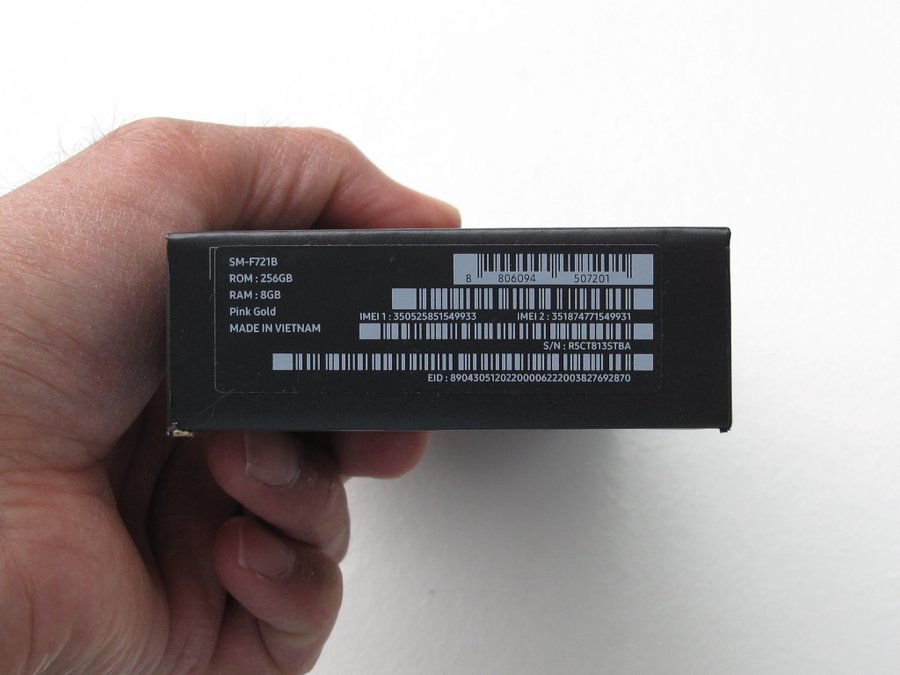 SM-F721B
ROM : 256GB
RAM : 8GB
Pink Gold
MADE IN VIETNAM
8 806094 507201
IMEI 1 : 350525851549933 IMEI 2 : 351874771549931
S/N : R5CT813STBA
EID : 89043051202200006222003827692870